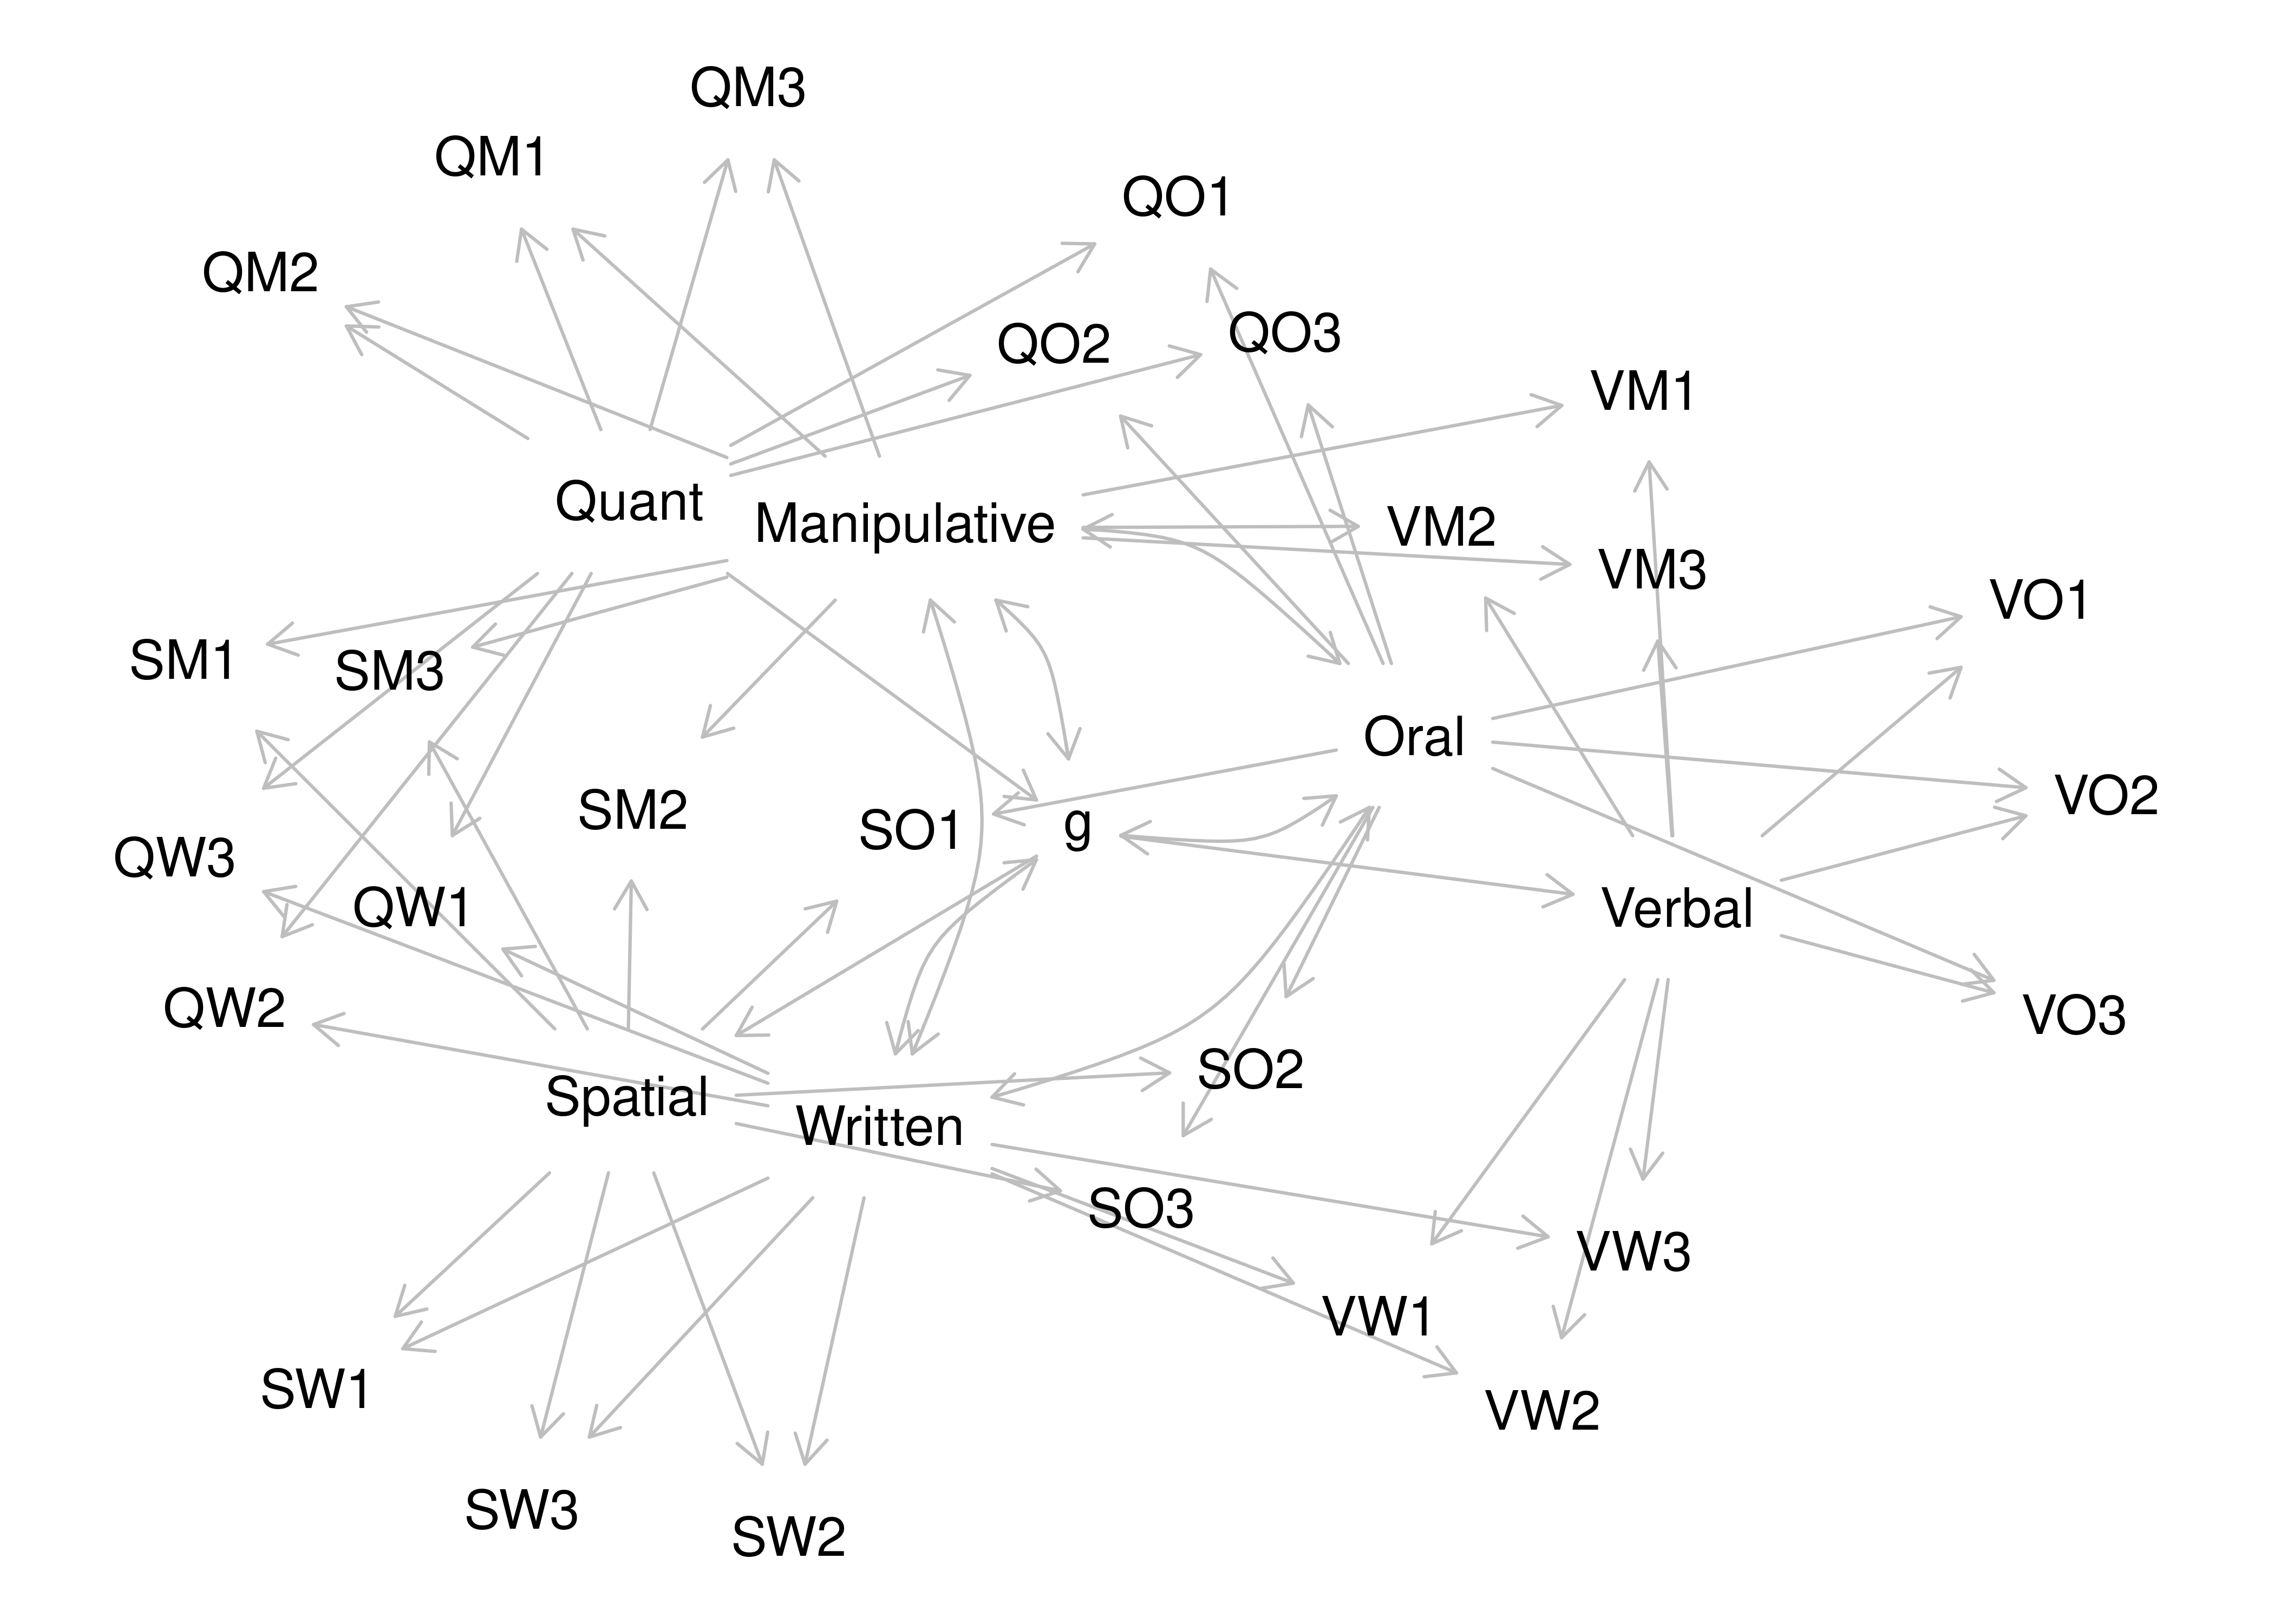 QM3
QM1
QO1
QM2
QO3
QO2
VM1
Quant
Manipulative
VM2
VM3
VO1
SM1
SM3
Oral
VO2
SM2
SO1
g
QW3
QW1
Verbal
QW2
VO3
SO2
Spatial
Written
SO3
VW3
VW1
SW1
VW2
SW3
SW2